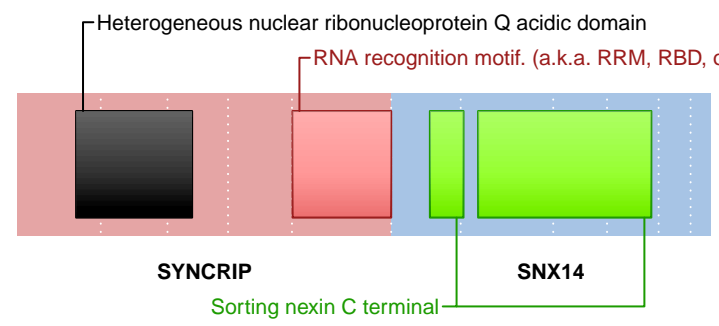 Heterogeneous nuclear ribonucleoprotein Q acidic domain
RNA recognition motif. (a.k.a. RRM, RBD,
SYNCRIP
SNX14
Sorting nexin C terminal